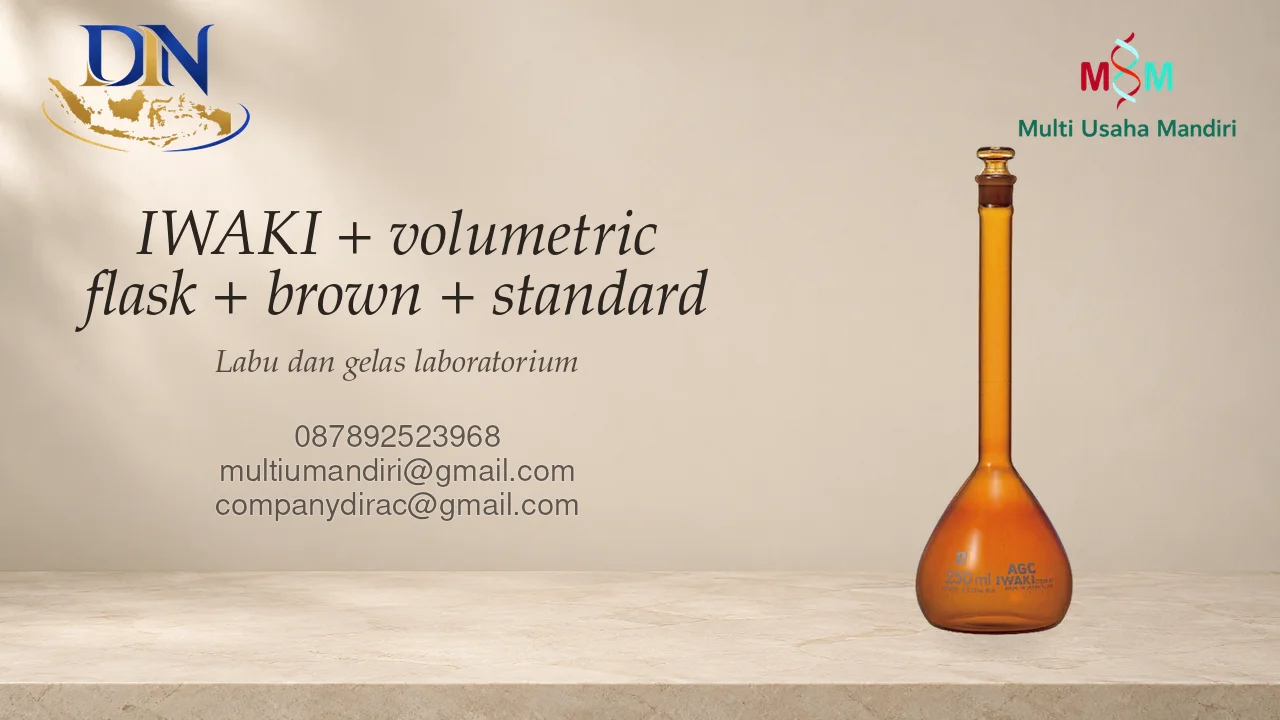 DN
M M
Multi Usaha Mandiri
IWAKI + volumetric
flask + brown + standard
Labu dan gelas laboratorium
087892523968
multiumandiri@gmail.com
companydirac@gmail.com
250 ml
AGC
IWAKI